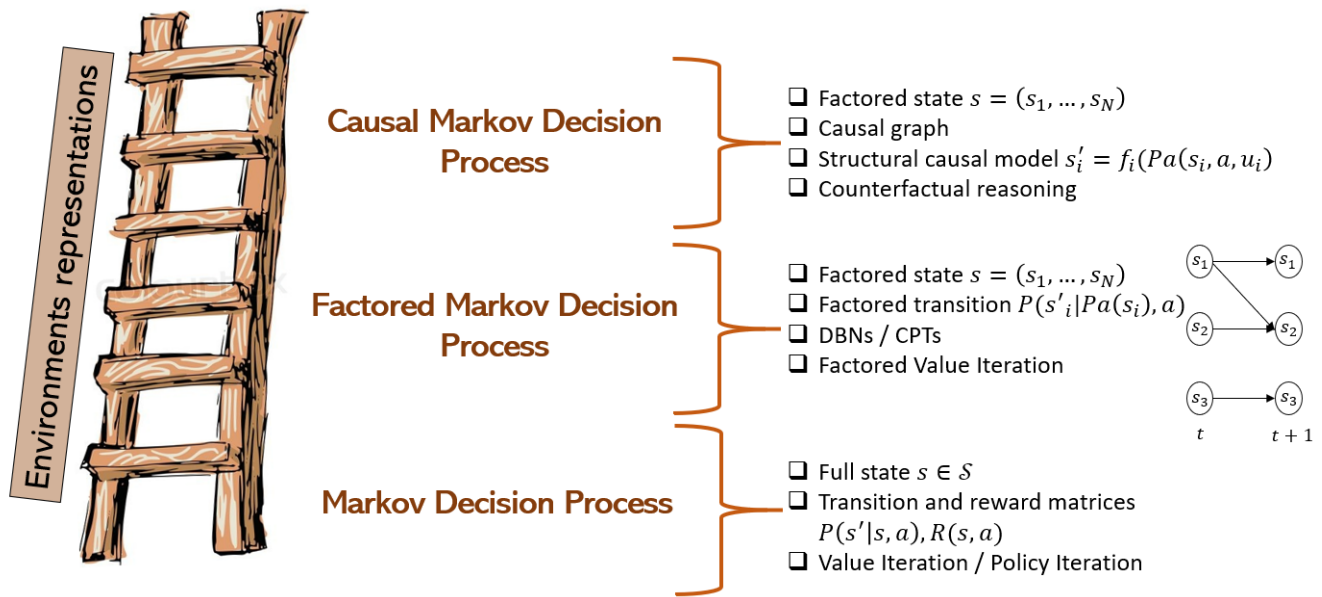 Environments representations
Causal Markov Decision
Process
❑ Factored state s = (s₁, … , s_N)
❑ Causal graph
❑ Structural causal model s′ᵢ = fᵢ(Pa(sᵢ, a, uᵢ)
❑ Counterfactual reasoning
Factored Markov Decision
Process
❑ Factored state s = (s₁, … , s_N)
❑ Factored transition P(s′ᵢ|Pa(sᵢ), a)
❑ DBNs / CPTs
❑ Factored Value Iteration
s₁ s₁
s₂ s₂
s₃ s₃
t t + 1
Markov Decision Process
❑ Full state s ∈ 𝒮
❑ Transition and reward matrices
P(s′|s, a), R(s, a)
❑ Value Iteration / Policy Iteration